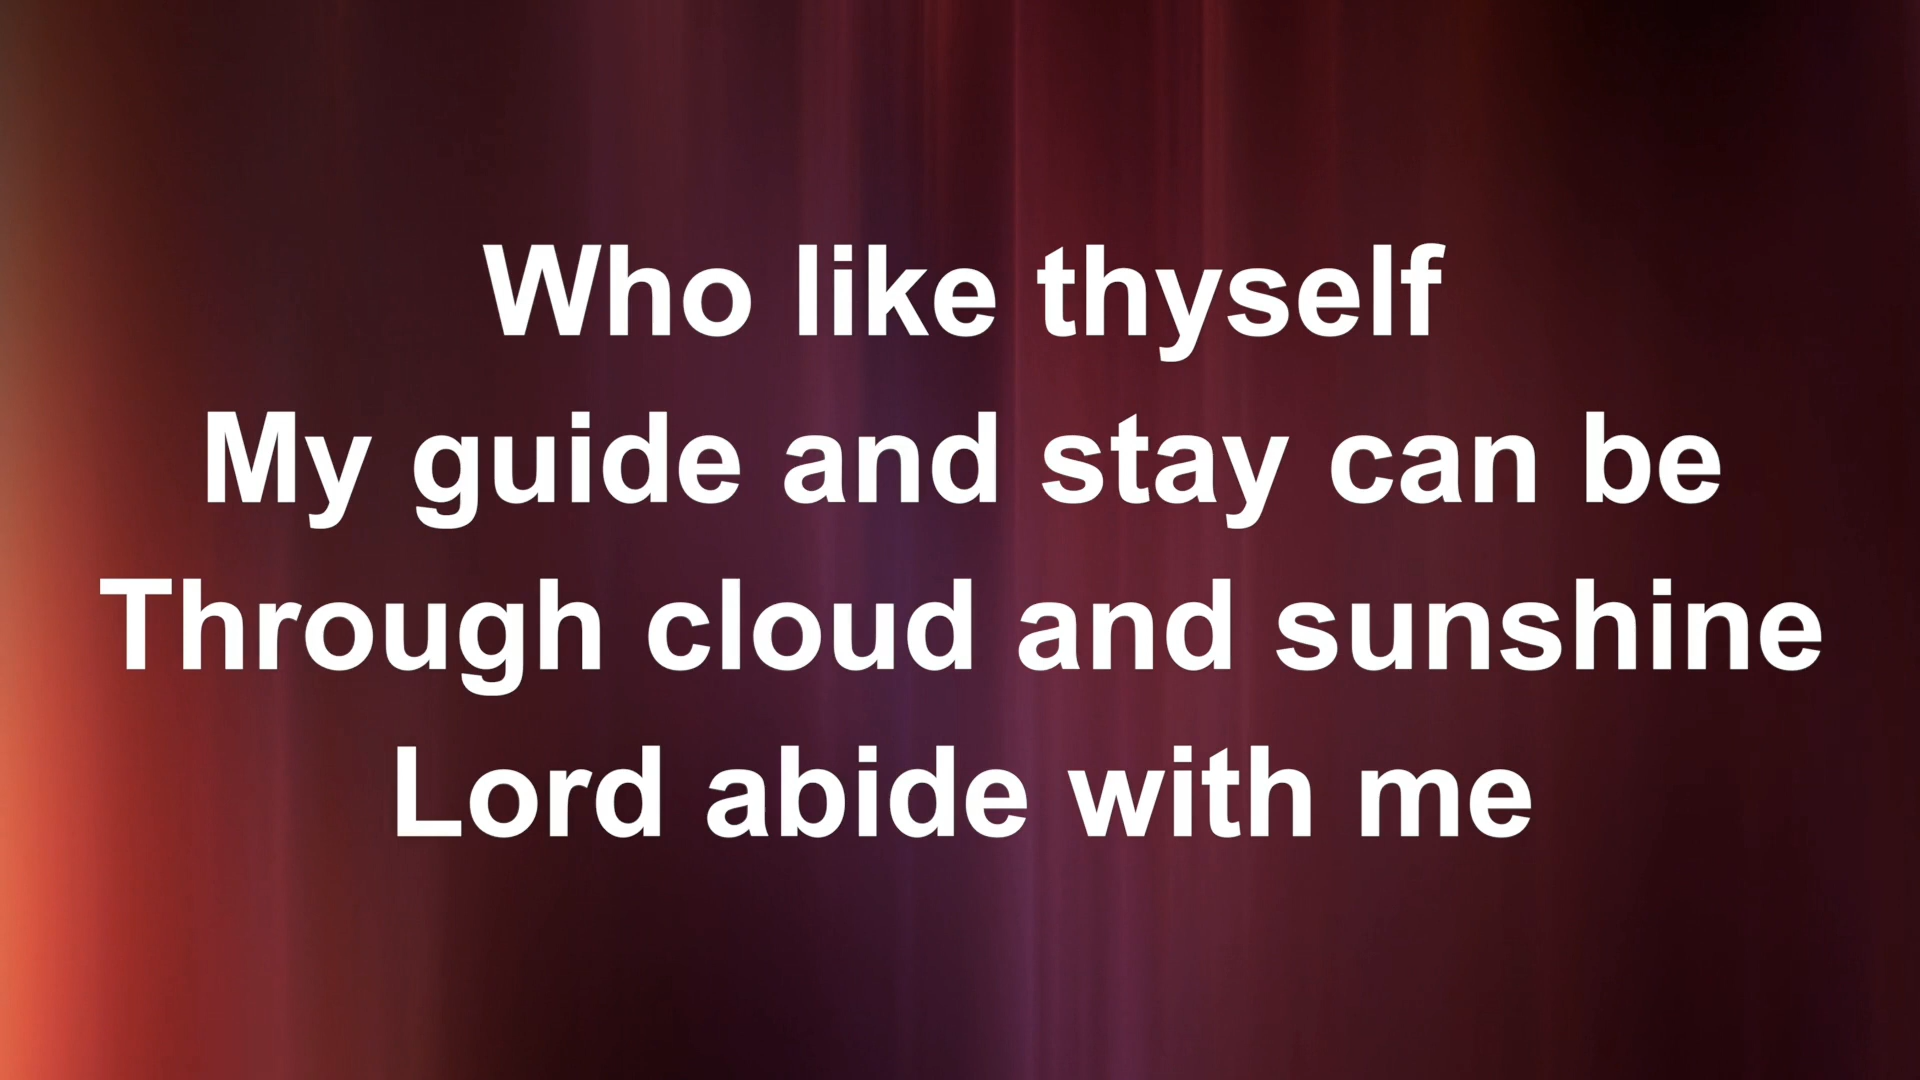 Who like thyself
My guide and stay can be
Through cloud and sunshine
Lord abide with me